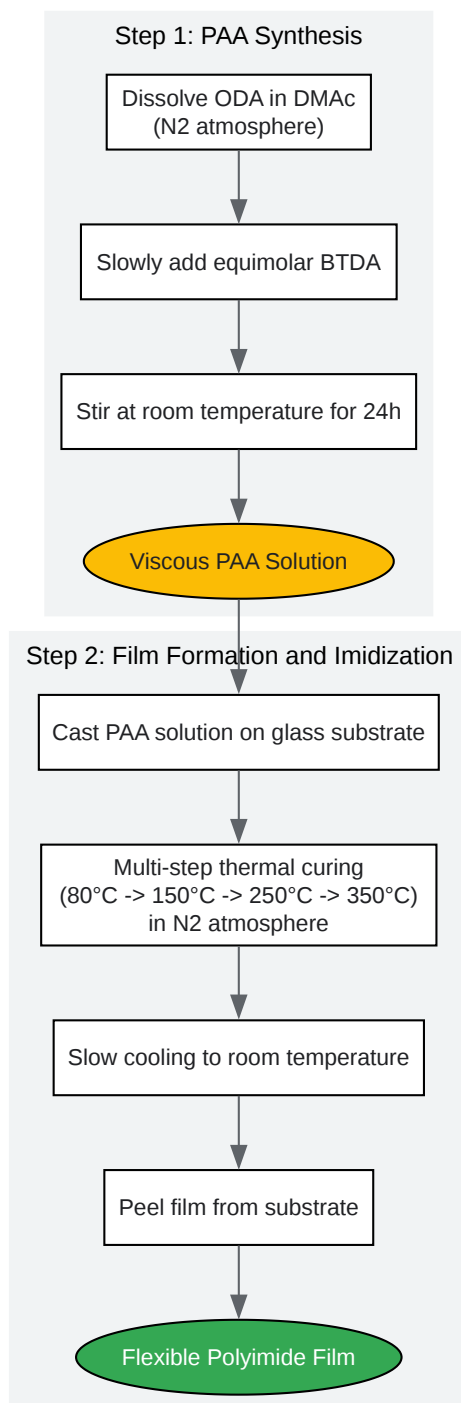 Step 1: PAA Synthesis
Dissolve ODA in DMAc
(N2 atmosphere)
Slowly add equimolar BTDA
Stir at room temperature for 24h
Viscous PAA Solution
Step 2: Film Formation and Imidization
Cast PAA solution on glass substrate
Multi-step thermal curing
(80°C -> 150°C -> 250°C -> 350°C)
in N2 atmosphere
Slow cooling to room temperature
Peel film from substrate
Flexible Polyimide Film